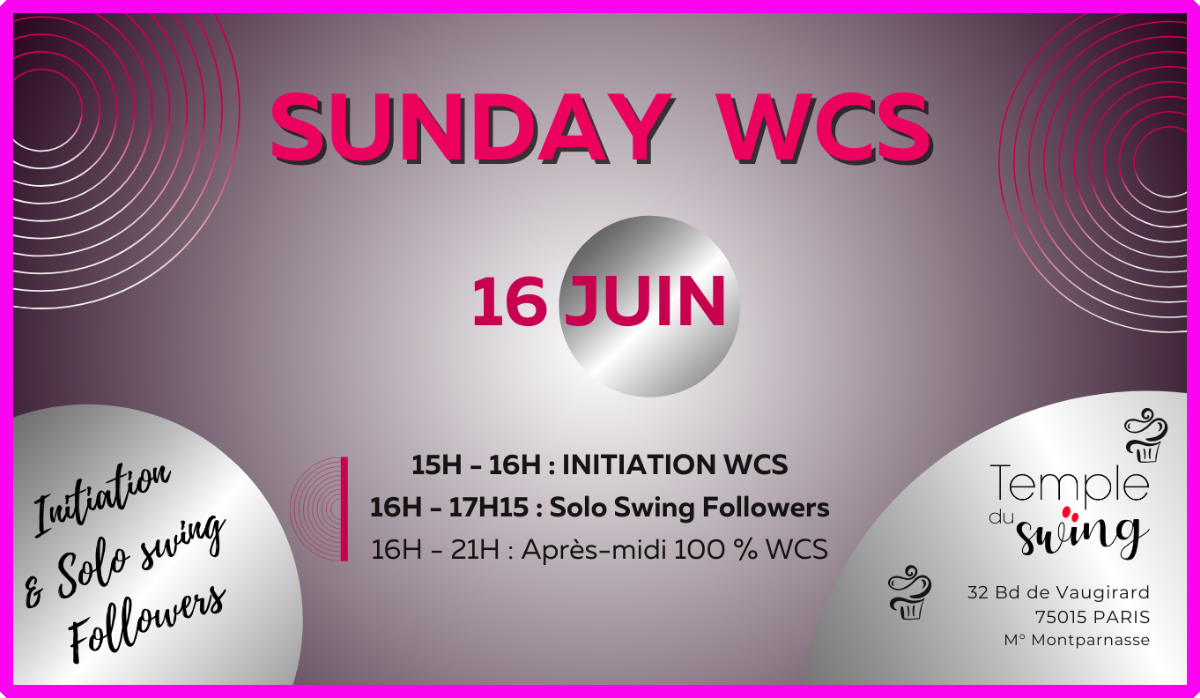 SUNDAY WCS
16 JUIN
15H - 16H : INITIATION WCS
16H - 17H15 : Solo Swing Followers
16H - 21H : Après-midi 100 % WCS
Initiation
& Solo swing
Followers
Temple
du
swing
32 Bd de Vaugirard
75015 PARIS
M° Montparnasse